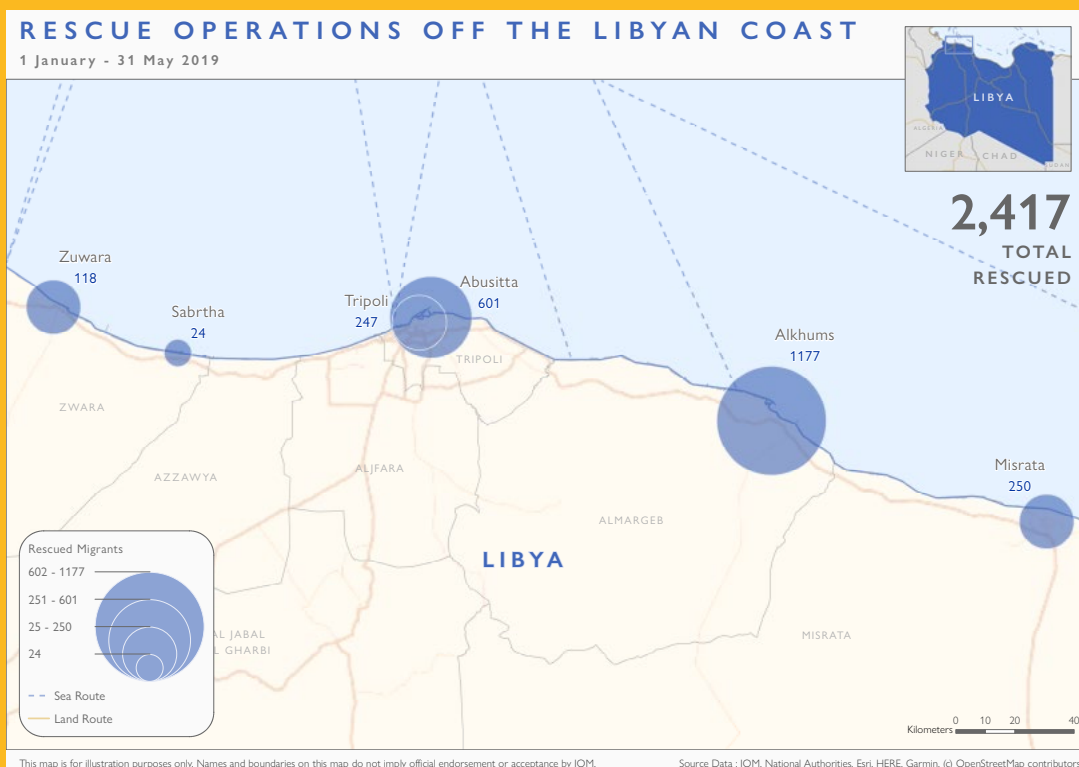 RESCUE OPERATIONS OFF THE LIBYAN COAST
1 January - 31 May 2019
LIBYA
ALGERIA
NIGER
CHAD
SUDAN
2,417
TOTAL
RESCUED
Zuwara
118
Sabrtha
24
Tripoli
247
Abusitta
601
Alkhums
1177
Misrata
250
TRIPOLI
ZWARA
AZZAWYA
ALJFARA
ALMARGEB
LIBYA
MISRATA
AL JABAL
L GHARBI
Rescued Migrants
602 - 1177
251 - 601
25 - 250
24
Sea Route
Land Route
Kilometers
0 10 20 40
This map is for illustration purposes only. Names and boundaries on this map do not imply official endorsement or acceptance by IOM.
Source Data : IOM, National Authorities, Esri, HERE, Garmin, (c) OpenStreetMap contributors